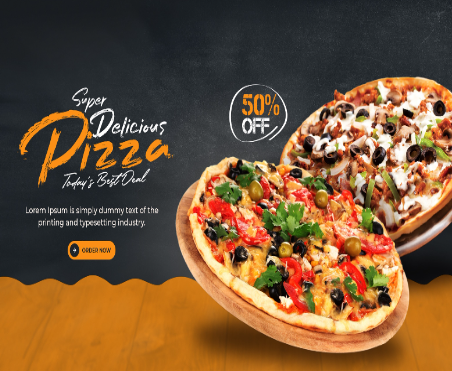 Super
Delicious
Pizza
Today's Best Deal
50%
OFF
Lorem Ipsum is simply dummy text of the
printing and typesetting industry.
ORDER NOW